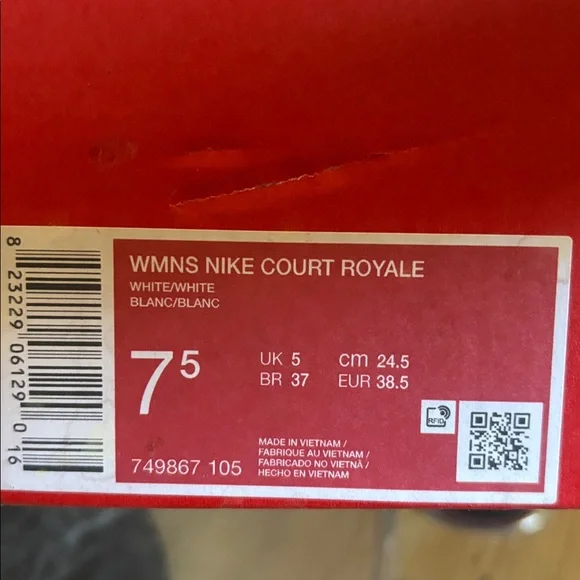 WMNS NIKE COURT ROYALE
WHITE/WHITE
BLANC/BLANC
7⁵
UK 5 cm 24.5
BR 37 EUR 38.5
RFID
749867 105
MADE IN VIETNAM /
FABRIQUE AU VIETNAM /
FABRICADO NO VIETNÃ /
HECHO EN VIETNAM
8 23229 06129 0 16